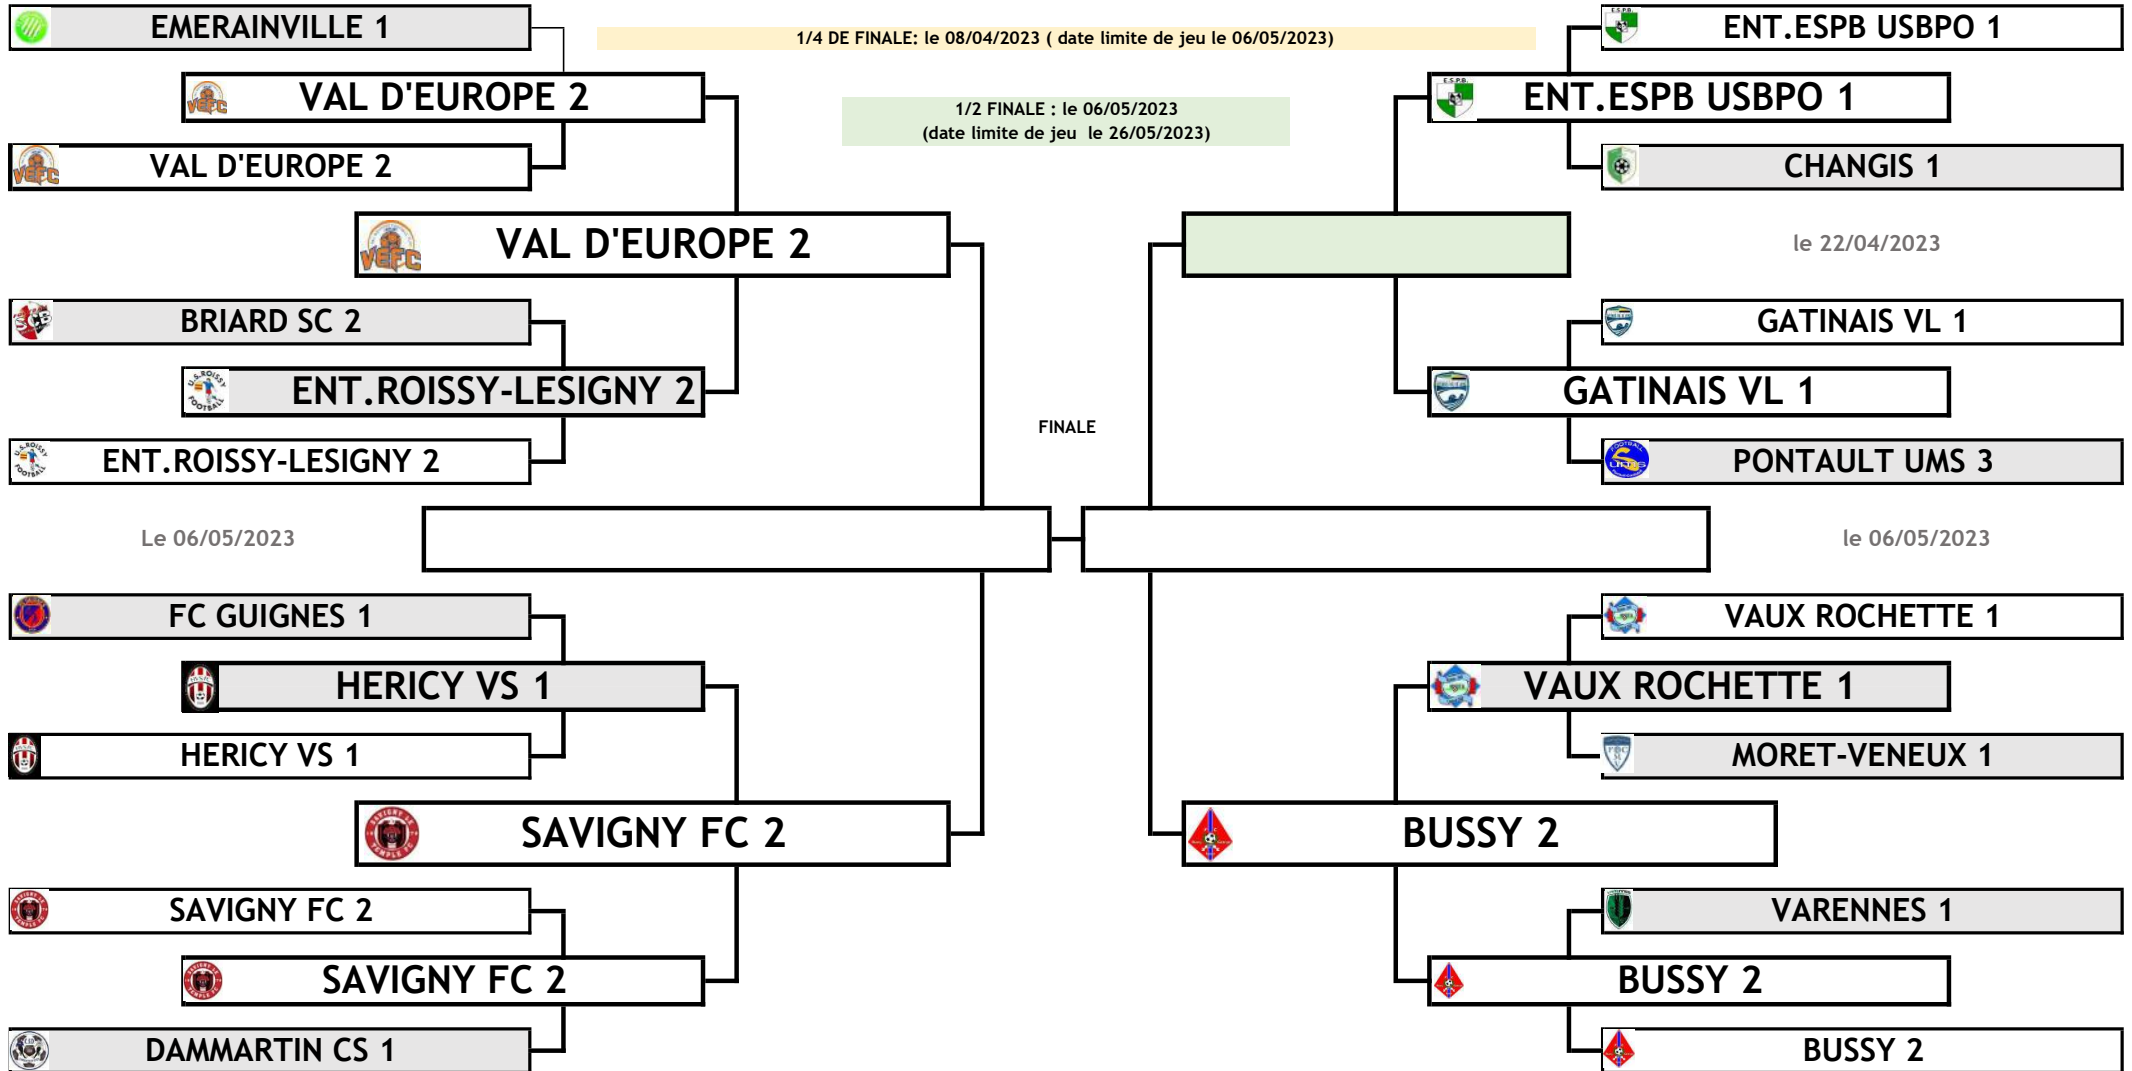 EMERAINVILLE 1
1/4 DE FINALE: le 08/04/2023 ( date limite de jeu le 06/05/2023)
ENT.ESPB USBPO 1
VAL D'EUROPE 2
1/2 FINALE : le 06/05/2023
(date limite de jeu le 26/05/2023)
ENT.ESPB USBPO 1
VAL D'EUROPE 2
CHANGIS 1
VAL D'EUROPE 2
le 22/04/2023
BRIARD SC 2
GATINAIS VL 1
ENT.ROISSY-LESIGNY 2
GATINAIS VL 1
FINALE
ENT.ROISSY-LESIGNY 2
PONTAULT UMS 3
Le 06/05/2023
le 06/05/2023
FC GUIGNES 1
VAUX ROCHETTE 1
HERICY VS 1
VAUX ROCHETTE 1
HERICY VS 1
MORET-VENEUX 1
SAVIGNY FC 2
BUSSY 2
SAVIGNY FC 2
VARENNES 1
SAVIGNY FC 2
BUSSY 2
DAMMARTIN CS 1
BUSSY 2